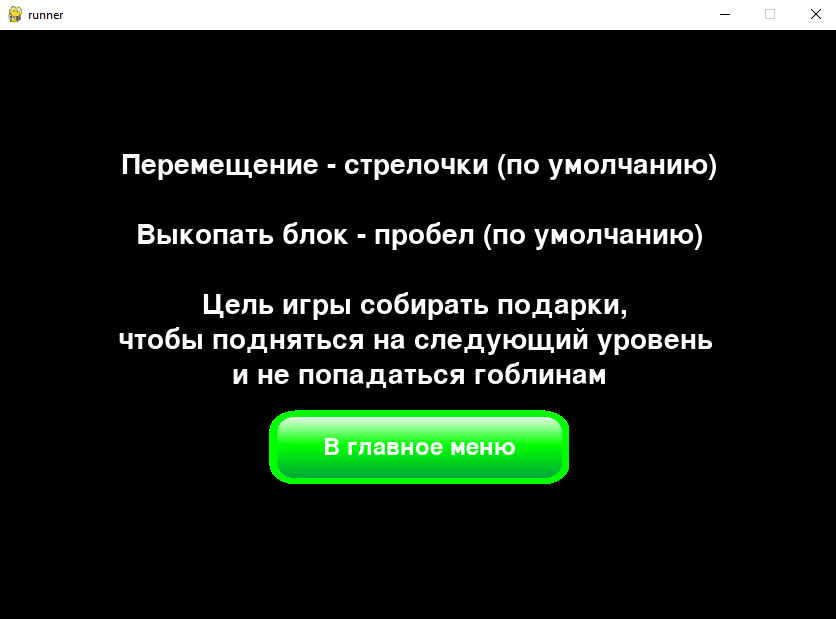 runner
Перемещение - стрелочки (по умолчанию)
Выкопать блок - пробел (по умолчанию)
Цель игры собирать подарки,
чтобы подняться на следующий уровень
и не попадаться гоблинам
В главное меню